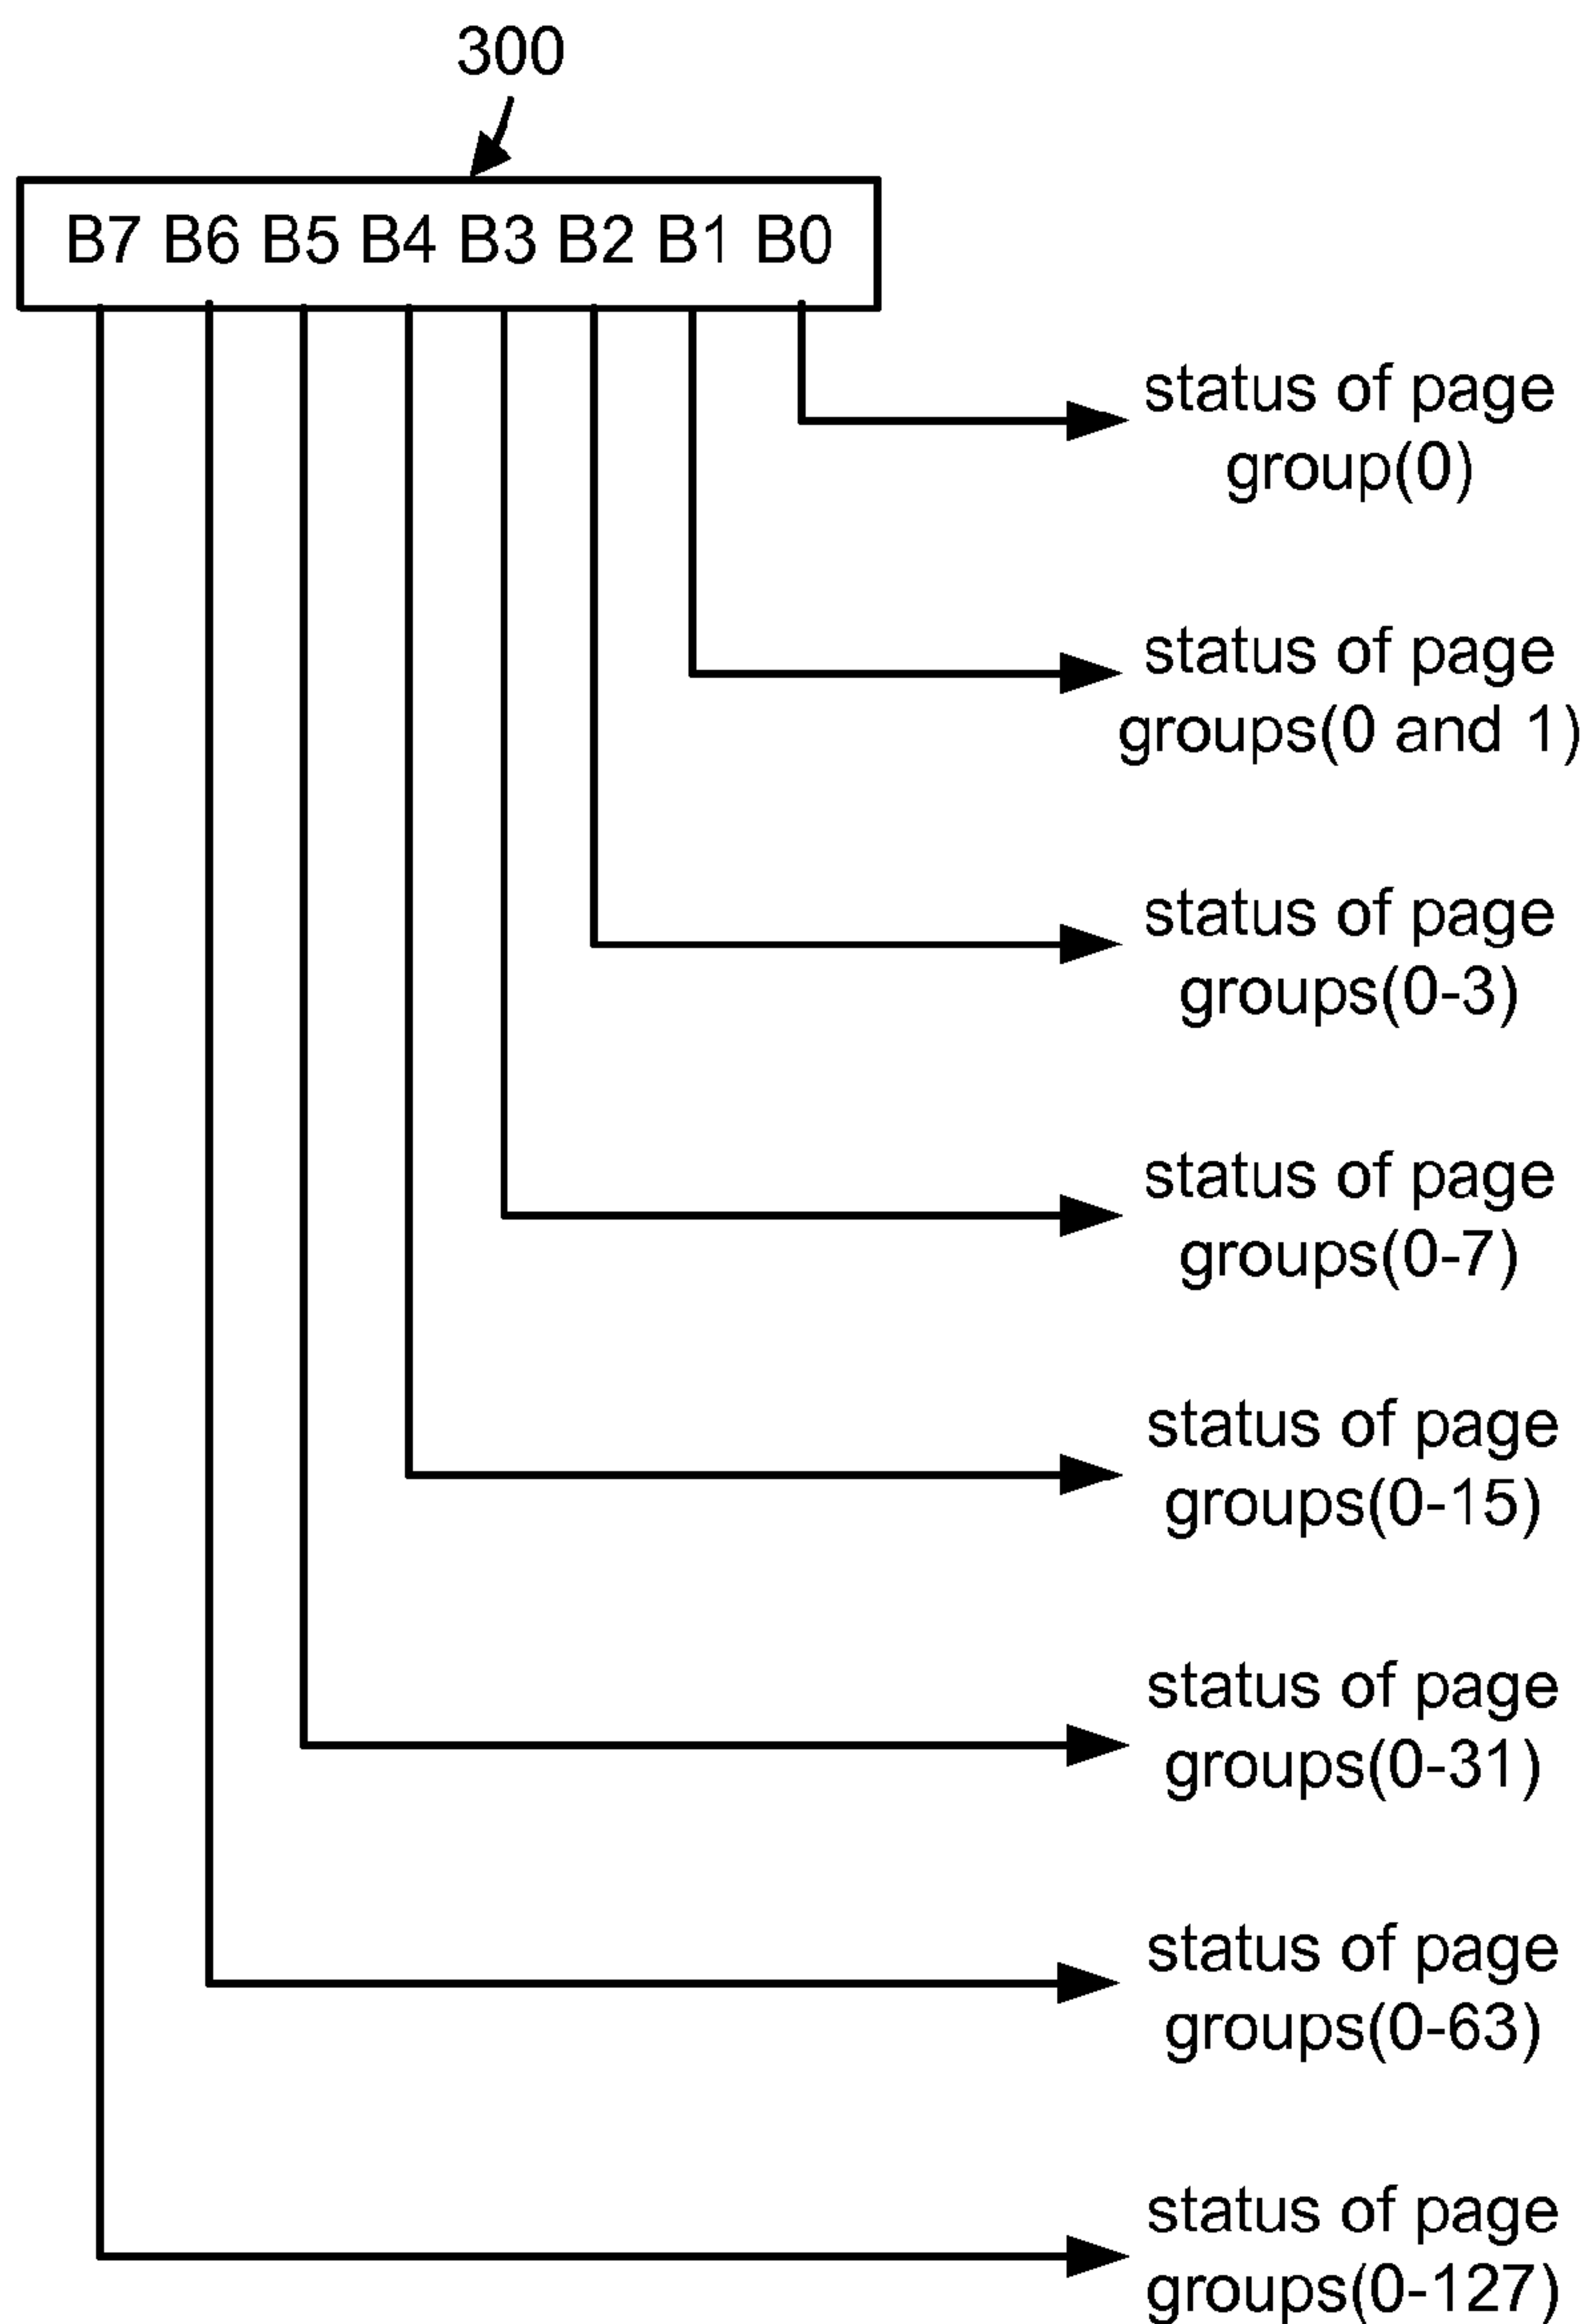 300
B7 B6 B5 B4 B3 B2 B1 B0
status of page
group(0)
status of page
groups(0 and 1)
status of page
groups(0-3)
status of page
groups(0-7)
status of page
groups(0-15)
status of page
groups(0-31)
status of page
groups(0-63)
status of page
groups(0-127)